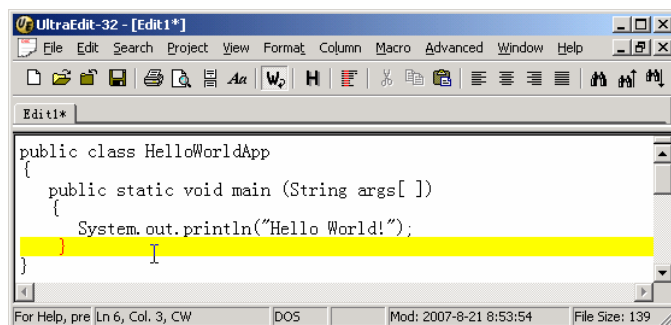 UltraEdit-32 - [Edit1*]
File Edit Search Project View Format Column Macro Advanced Window Help
Aa W H
Edit1*
public class HelloWorldApp
{
public static void main (String args[ ])
{
System.out.println("Hello World!");
}
}
For Help, pre Ln 6, Col. 3, CW DOS Mod: 2007-8-21 8:53:54 File Size: 139